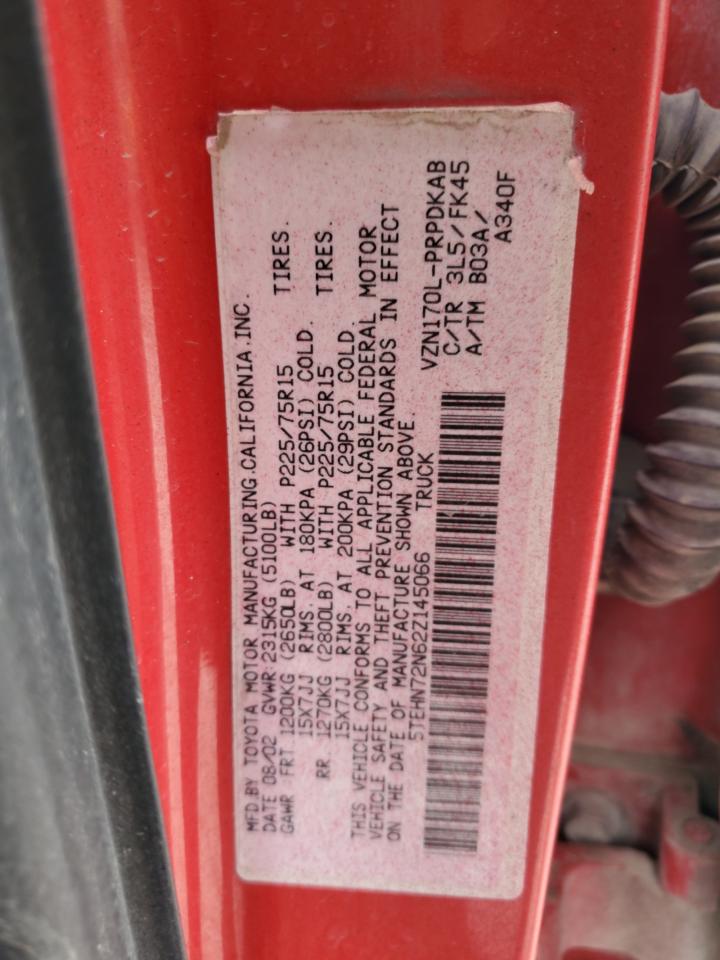 MFD.BY TOYOTA MOTOR MANUFACTURING.CALIFORNIA.INC.
DATE 08/02 GVWR:2315KG (5100LB)
GAWR :FRT 1200KG (2650LB) WITH P225/75R15 TIRES.
15X7JJ RIMS. AT 180KPA (26PSI) COLD.
RR. 1270KG (2800LB) WITH P225/75R15 TIRES.
15X7JJ RIMS. AT 200KPA (29PSI) COLD.
THIS VEHICLE CONFORMS TO ALL APPLICABLE FEDERAL MOTOR
VEHICLE SAFETY AND THEFT PREVENTION STANDARDS IN EFFECT
ON THE DATE OF MANUFACTURE SHOWN ABOVE.
5TEHN72N62Z145066 TRUCK
VZN170L-PRPDKAB
C/TR 3L5/FK45
A/TM B03A/
A340F